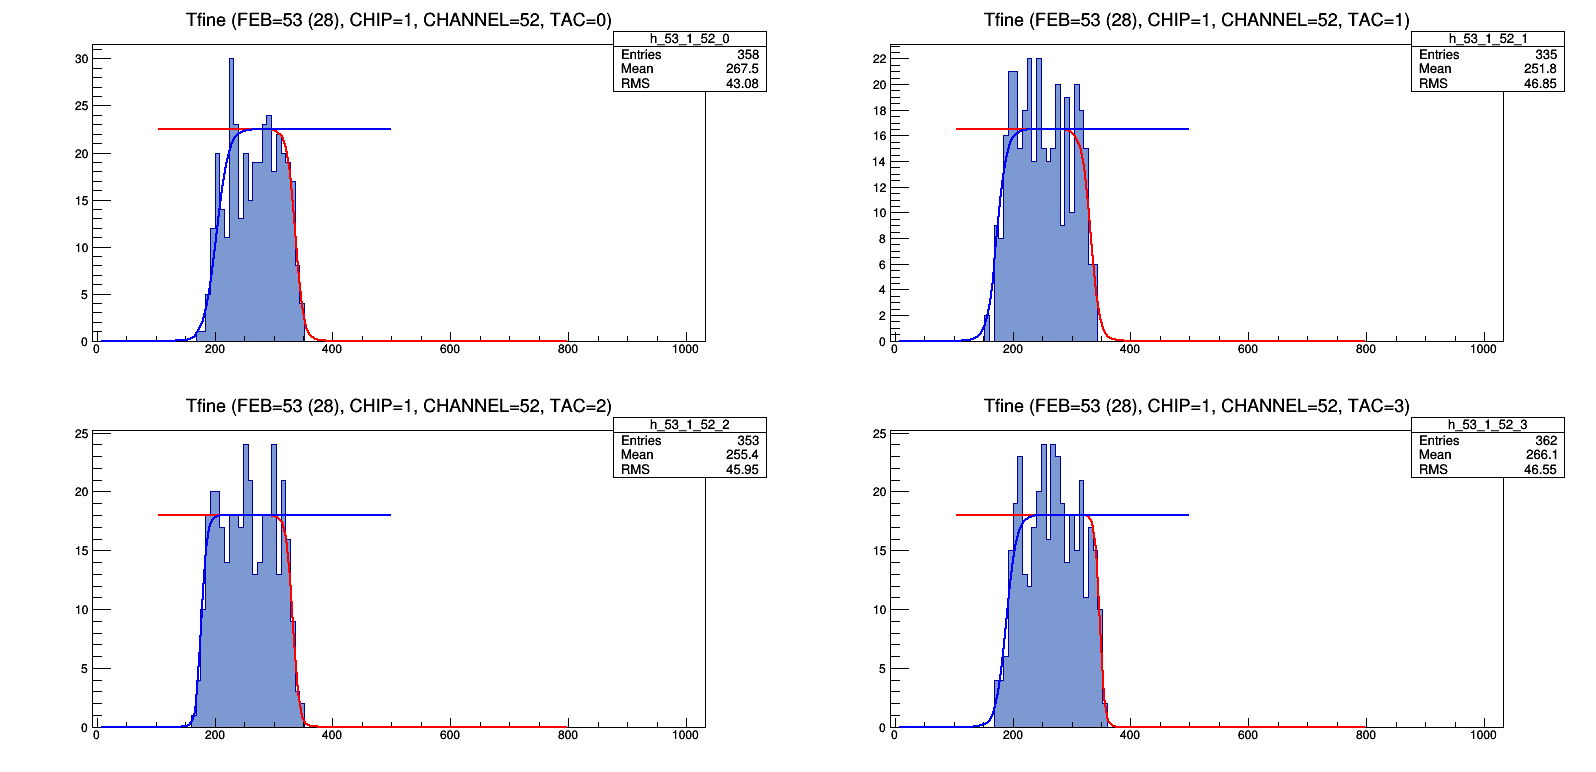 Tfine (FEB=53 (28), CHIP=1, CHANNEL=52, TAC=0)
h_53_1_52_0
Entries 358
Mean 267.5
RMS 43.08
30
25
20
15
10
5
0
0 200 400 600 800 1000
Tfine (FEB=53 (28), CHIP=1, CHANNEL=52, TAC=1)
h_53_1_52_1
Entries 335
Mean 251.8
RMS 46.85
22
20
18
16
14
12
10
8
6
4
2
0
0 200 400 600 800 1000
Tfine (FEB=53 (28), CHIP=1, CHANNEL=52, TAC=2)
h_53_1_52_2
Entries 353
Mean 255.4
RMS 45.95
25
20
15
10
5
0
0 200 400 600 800 1000
Tfine (FEB=53 (28), CHIP=1, CHANNEL=52, TAC=3)
h_53_1_52_3
Entries 362
Mean 266.1
RMS 46.55
25
20
15
10
5
0
0 200 400 600 800 1000